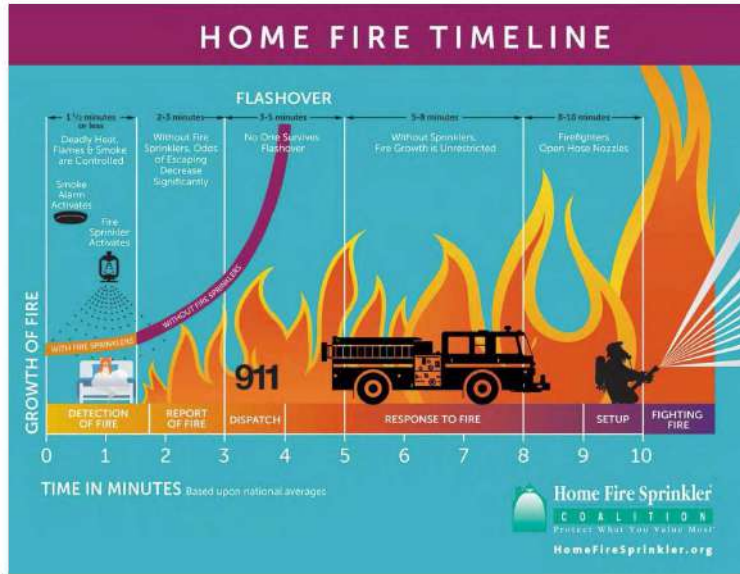 HOME FIRE TIMELINE
FLASHOVER
1 1/2 minutes
or less
2-3 minutes
3-5 minutes
5-8 minutes
8-10 minutes
Deadly Heat,
Flames & Smoke
are Controlled
Without Fire
Sprinklers, Odds
of Escaping
Decrease
Significantly
No One Survives
Flashover
Without Sprinklers,
Fire Growth is Unrestricted
Firefighters
Open Hose Nozzles
Smoke
Alarm
Activates
Fire
Sprinkler
Activates
WITH FIRE SPRINKLERS
WITHOUT FIRE SPRINKLERS
GROWTH OF FIRE
911
DETECTION
OF FIRE
REPORT
OF FIRE
DISPATCH
RESPONSE TO FIRE
SETUP
FIGHTING
FIRE
0 1 2 3 4 5 6 7 8 9 10
TIME IN MINUTES Based upon national averages
Home Fire Sprinkler
COALITION
Protect What You Value Most
HomeFireSprinkler.org